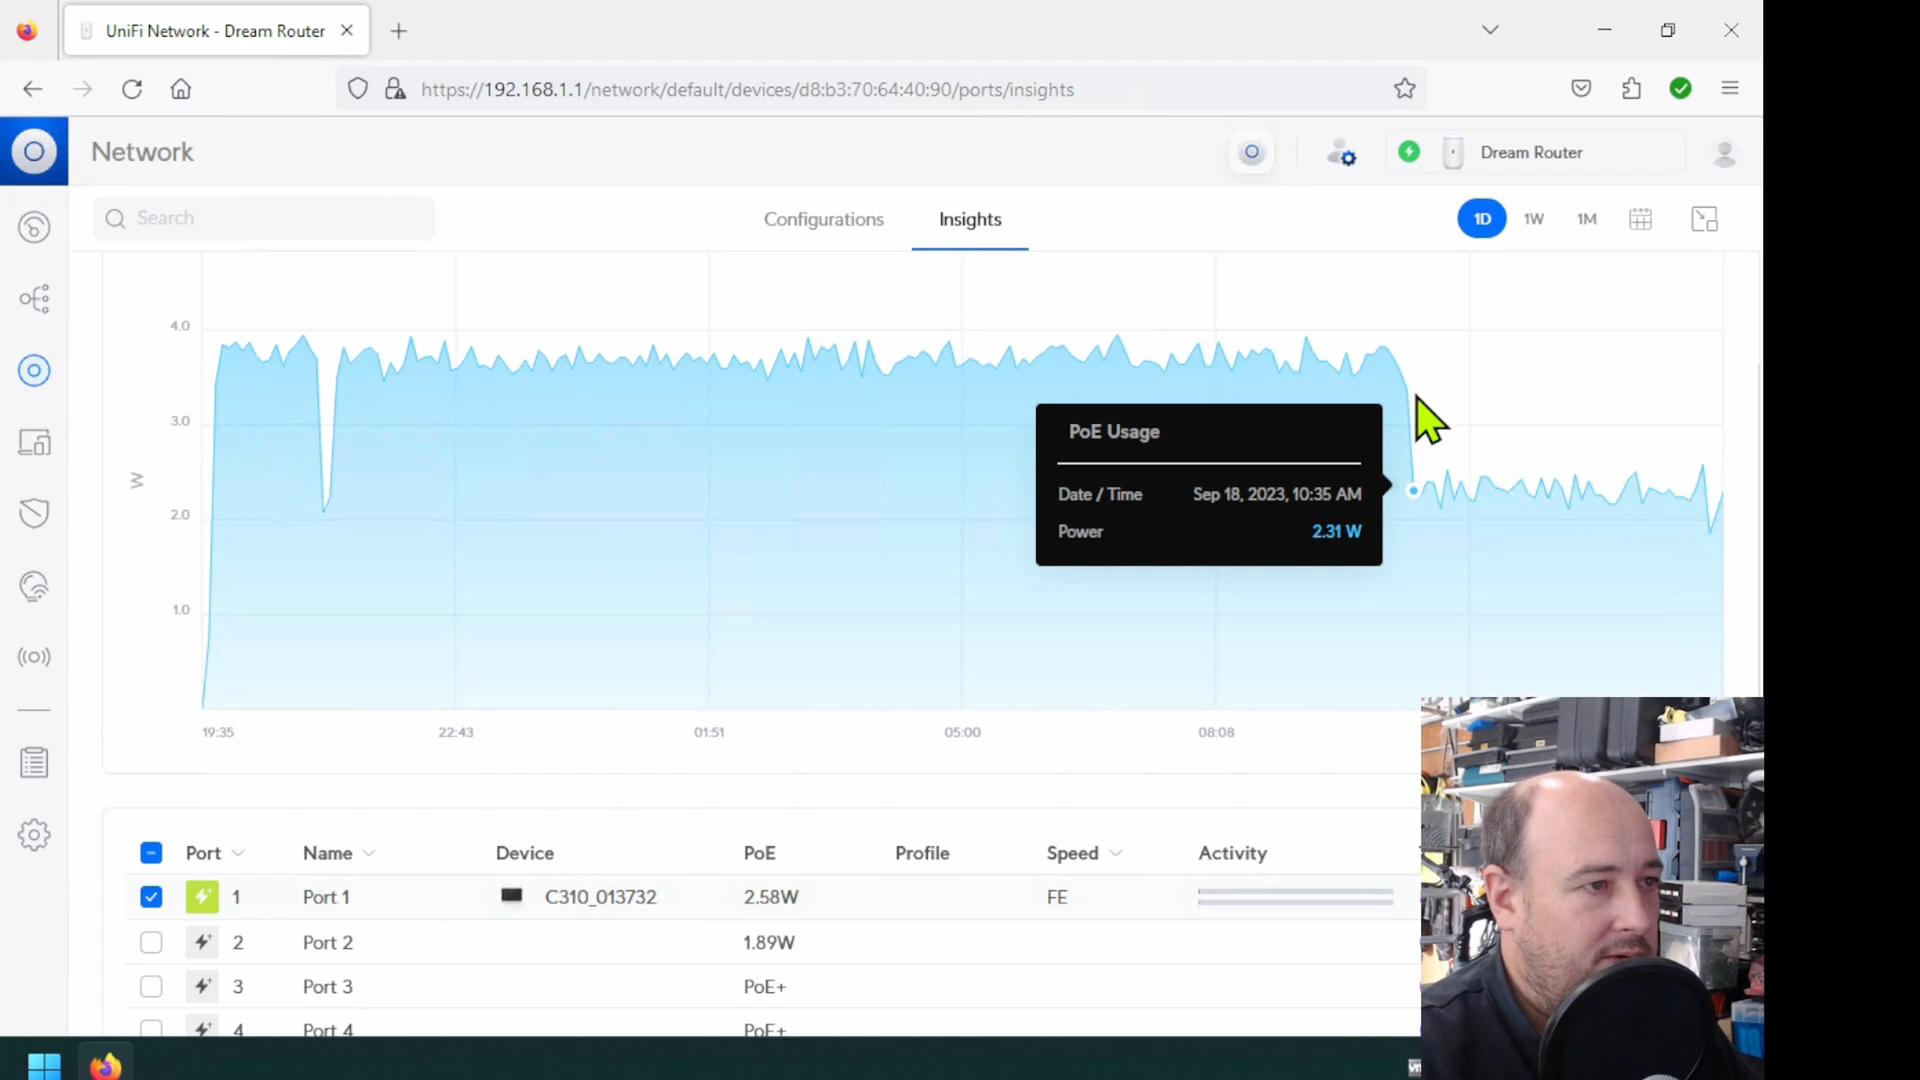 UniFi Network - Dream Router
https://192.168.1.1/network/default/devices/d8:b3:70:64:40:90/ports/insights
Network
Dream Router
Search
Configurations
Insights
1D
1W
1M
4.0
3.0
2.0
1.0
W
PoE Usage
Date / Time Sep 18, 2023, 10:35 AM
Power 2.31 W
19:35 22:43 01:51 05:00 08:08
Port Name Device PoE Profile Speed Activity
1 Port 1 C310_013732 2.58W FE
2 Port 2 1.89W
3 Port 3 PoE+
4 Port 4 PoE+